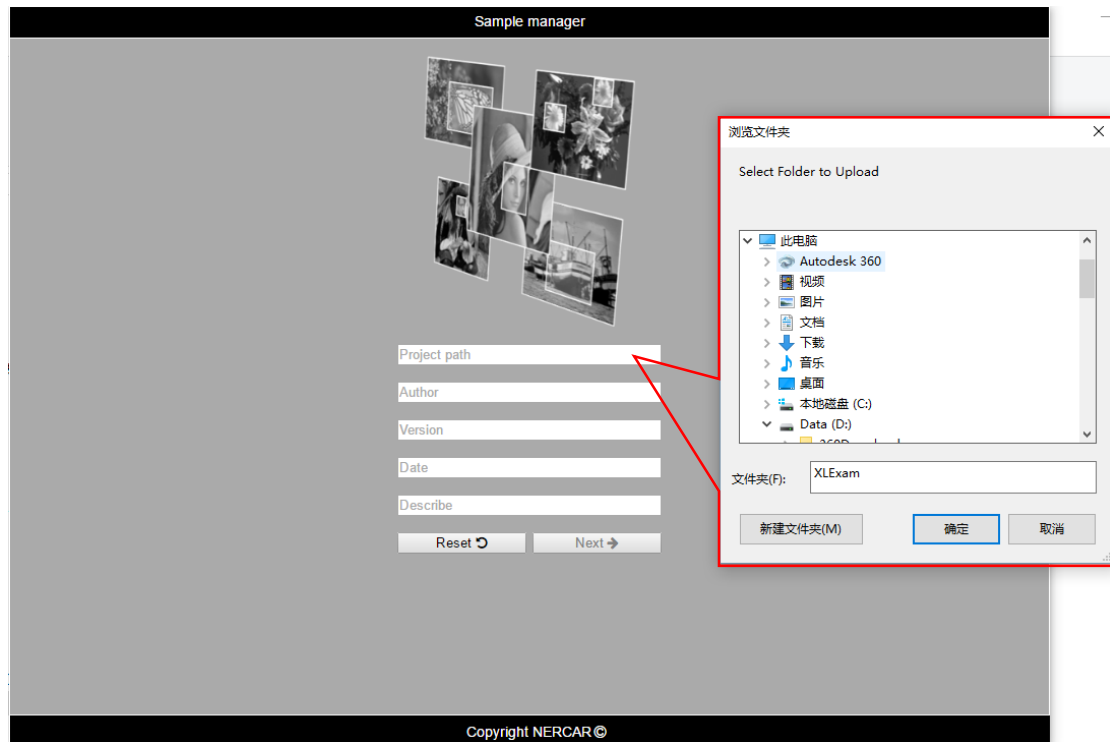 Sample manager
Project path
Author
Version
Date
Describe
Reset
Next
Copyright NERCAR©
浏览文件夹
Select Folder to Upload
此电脑
Autodesk 360
视频
图片
文档
下载
音乐
桌面
本地磁盘 (C:)
Data (D:)
文件夹(F):
XLExam
新建文件夹(M)
确定
取消